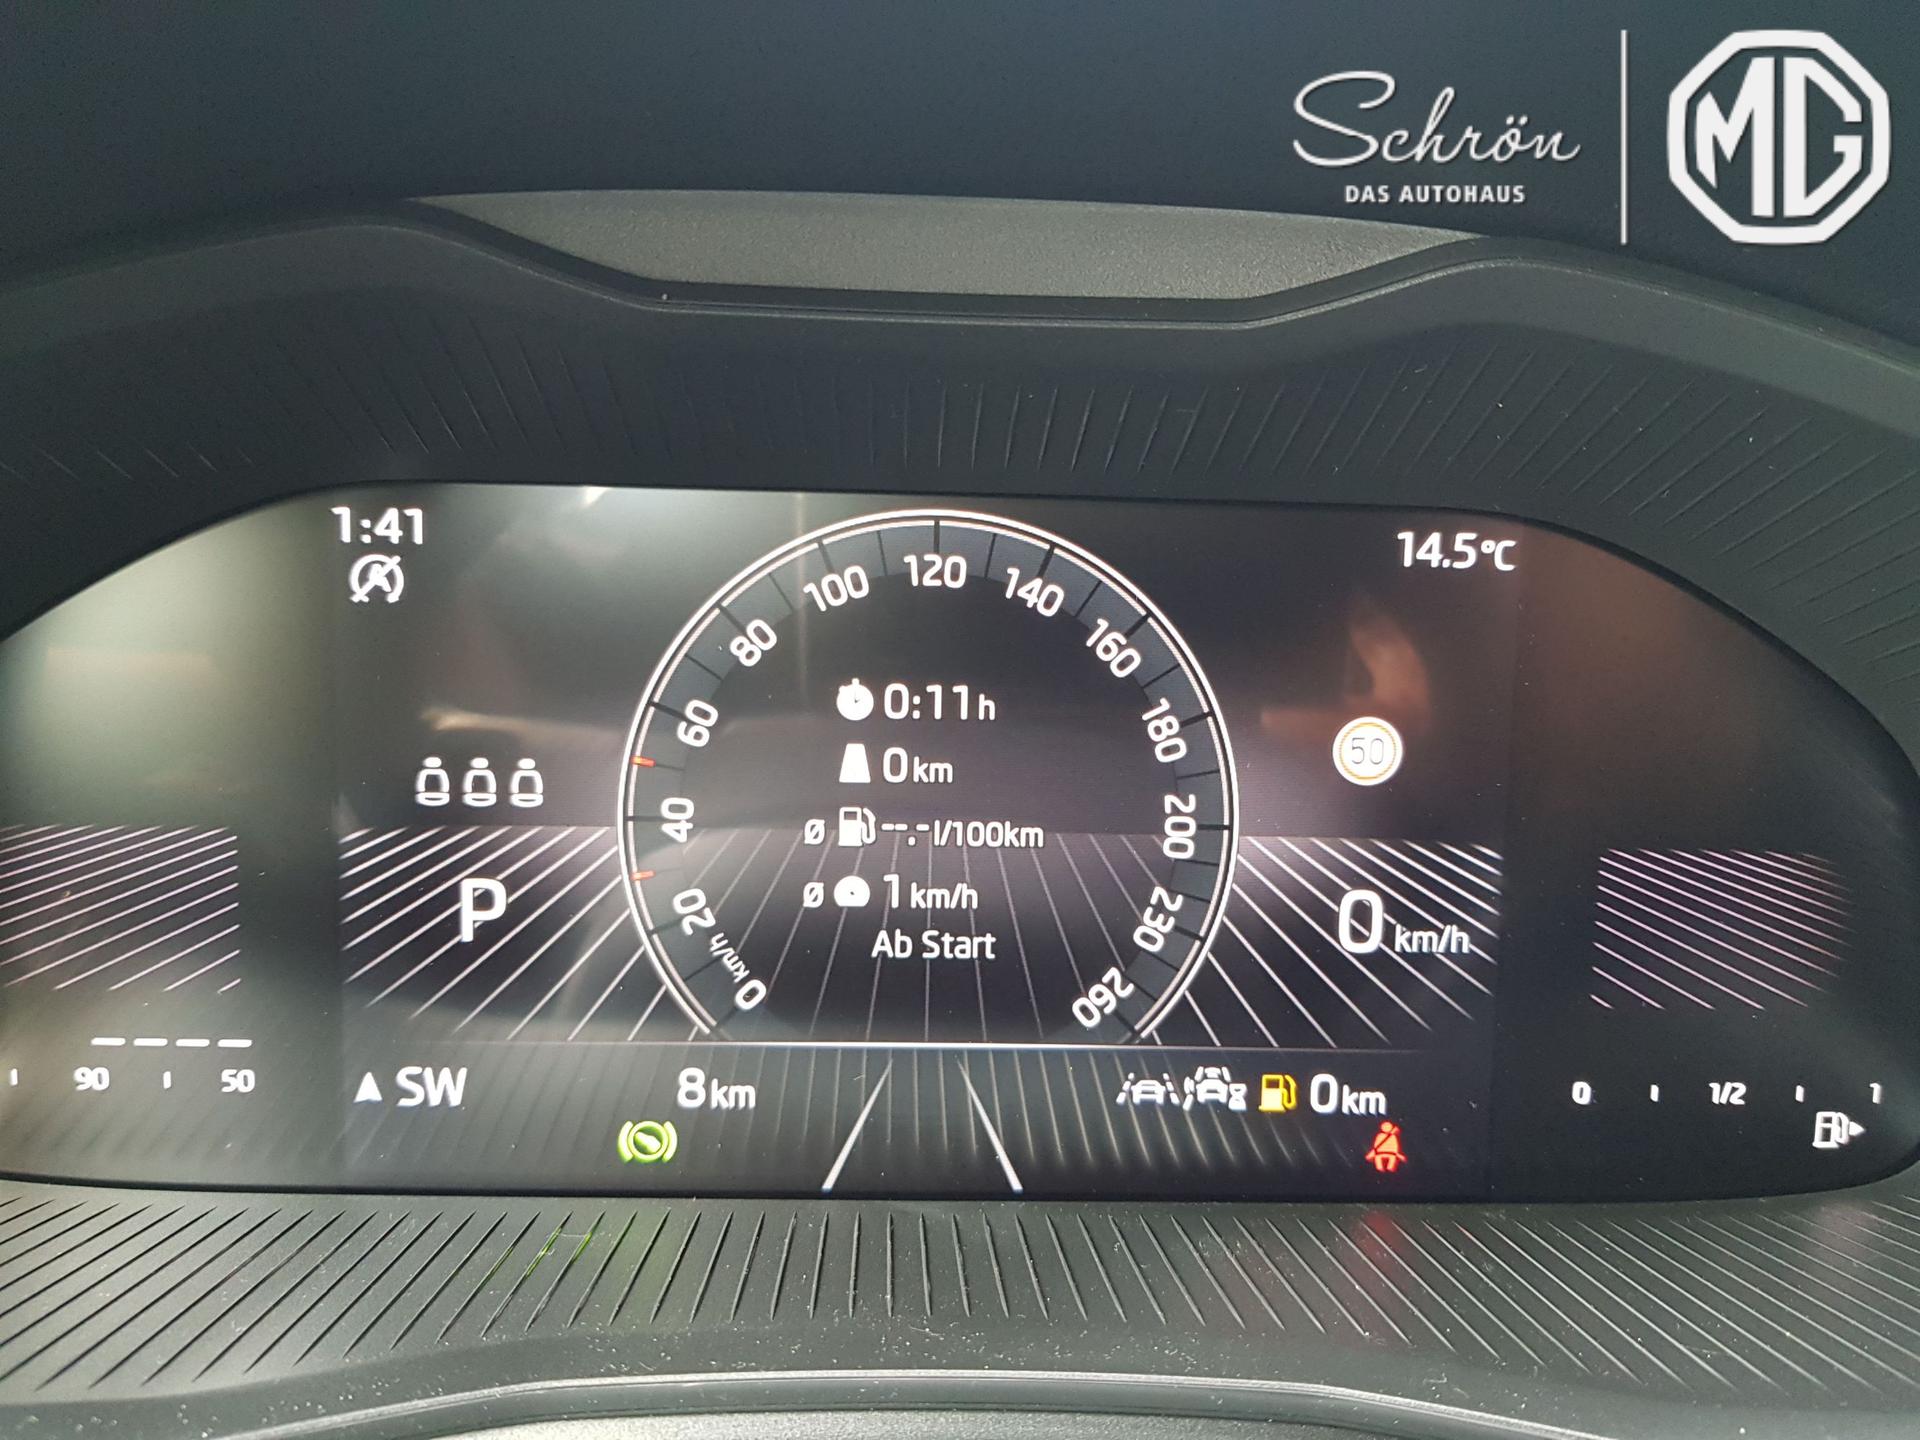 Schrön
DAS AUTOHAUS
MG
1:41
14.5°C
0 km/h 20 40 60 80 100 120 140 160 180 200 230 260
0:11h
0km
50
ø --.-l/100km
ø 1km/h
Ab Start
P
0km/h
90 50
SW
8km
0km
0 1/2 1